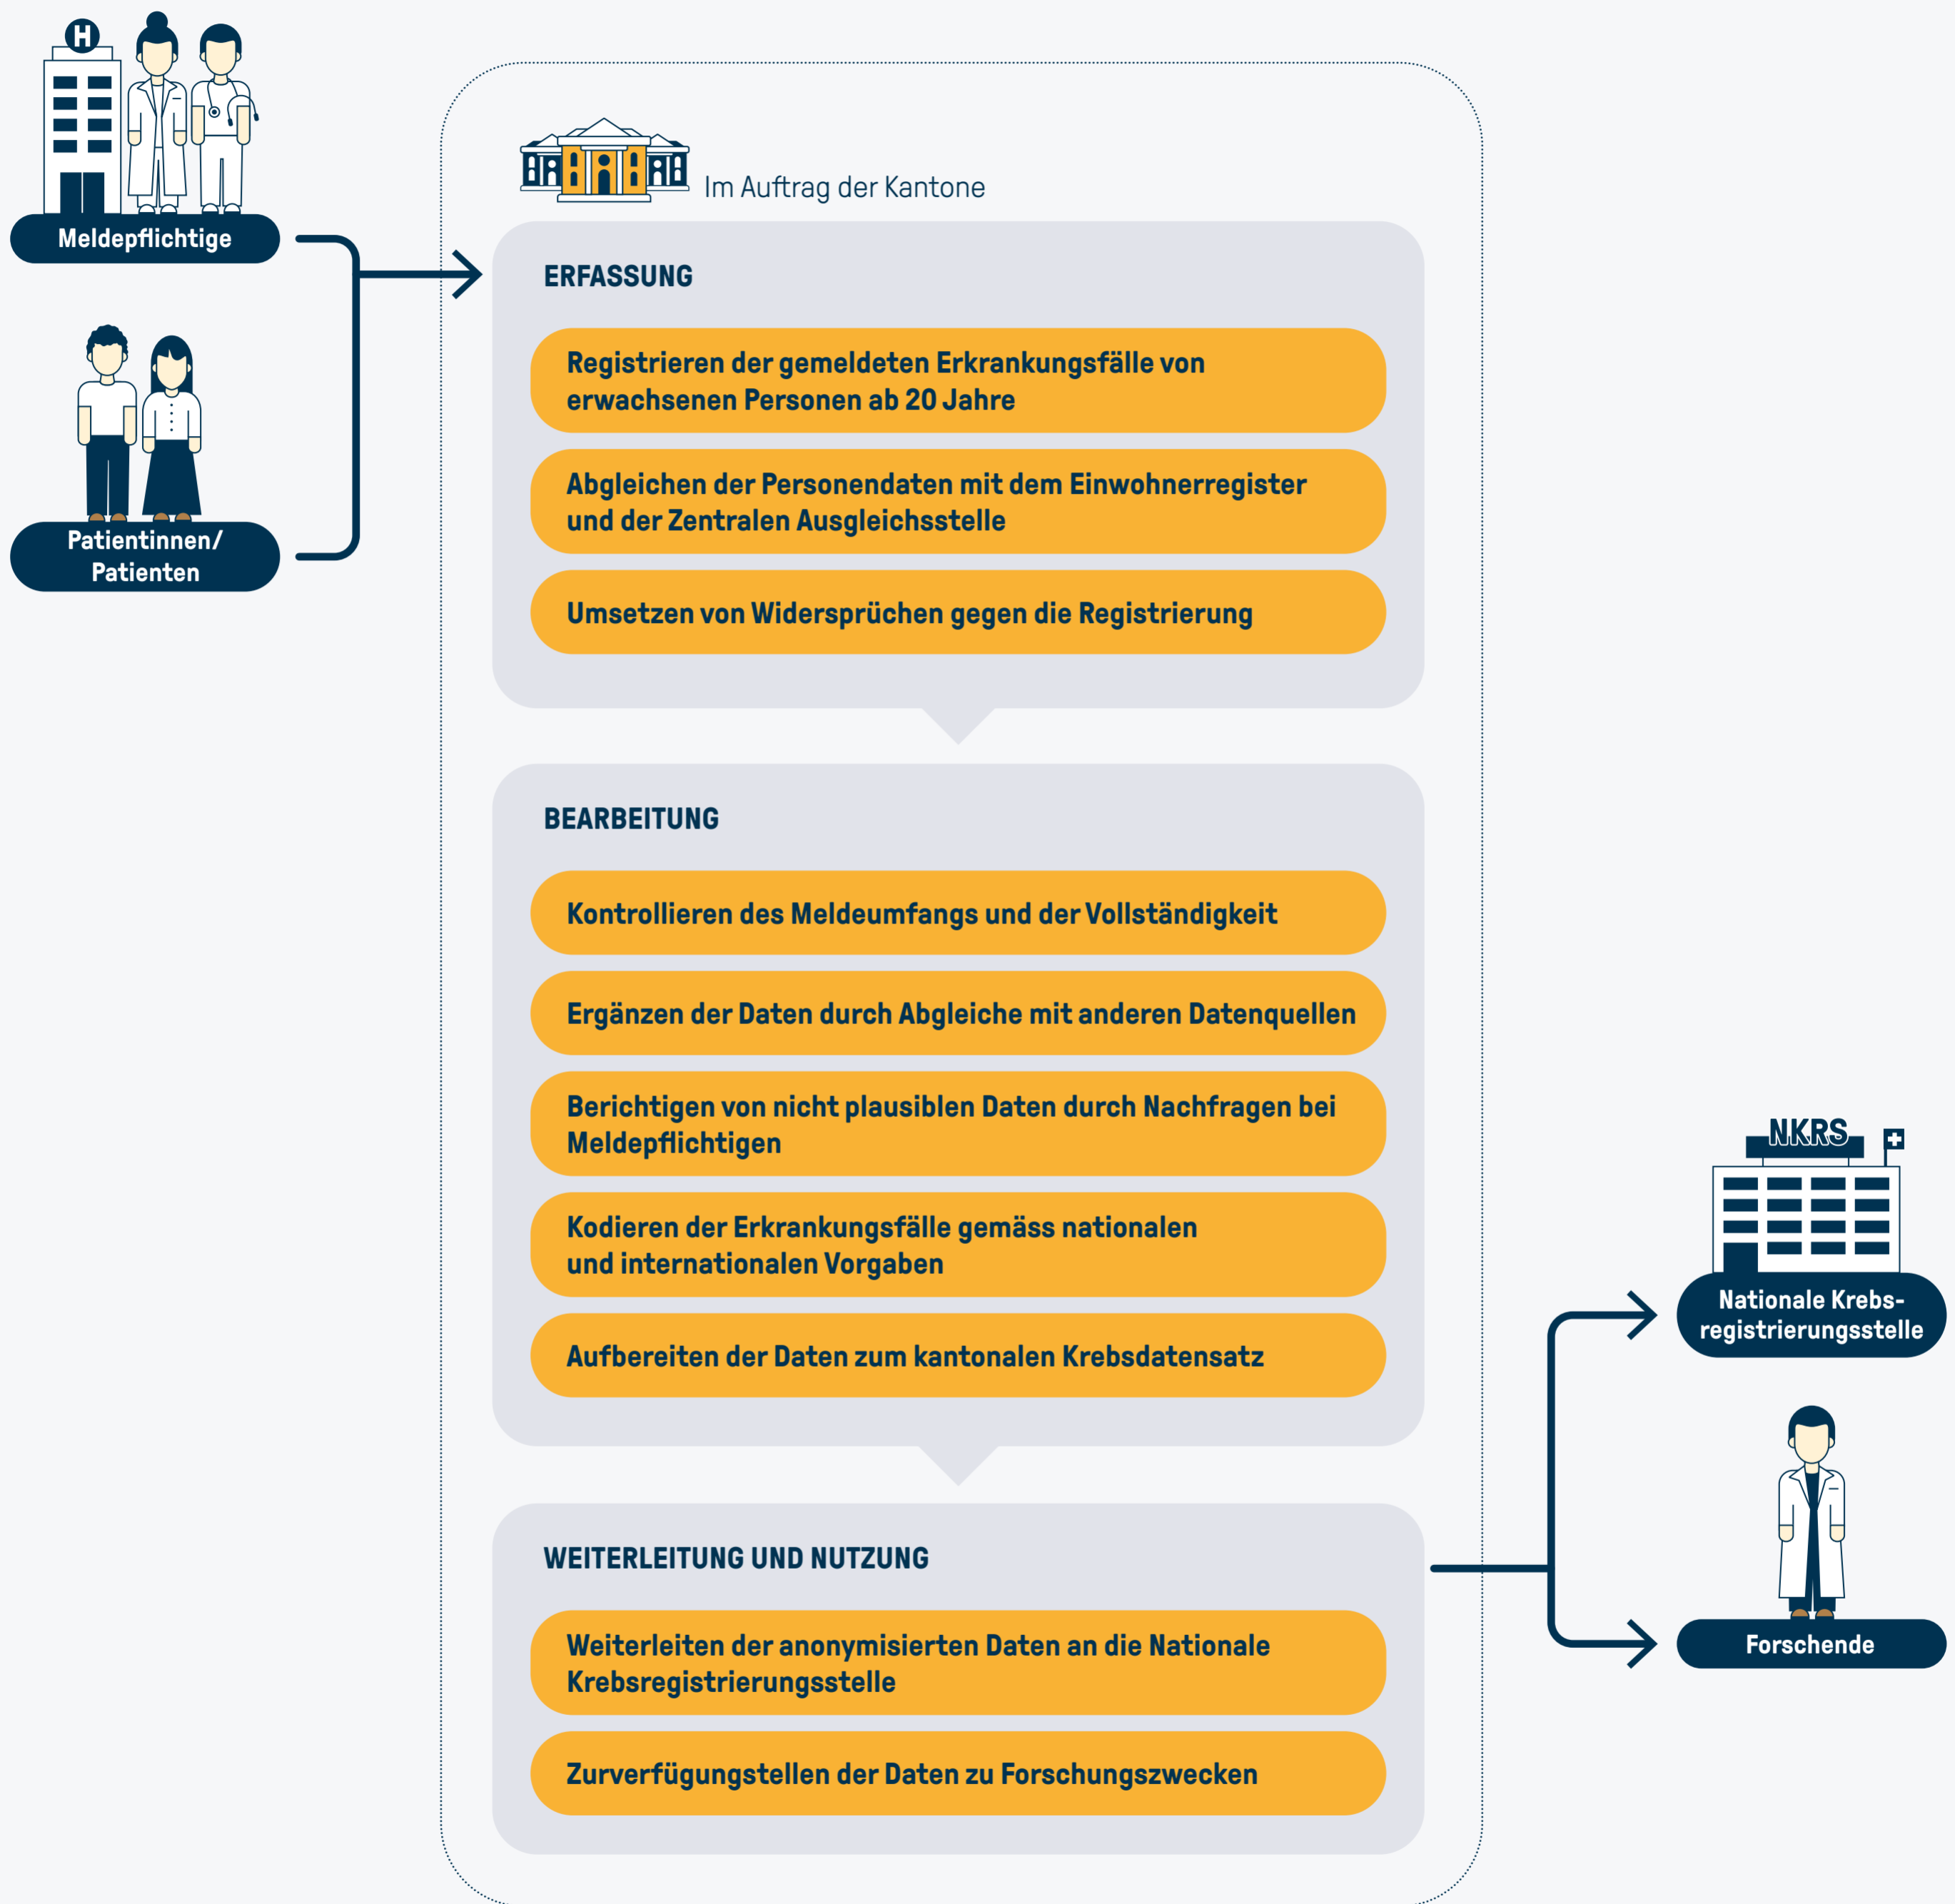 H
Meldepflichtige
Patientinnen/
Patienten
Im Auftrag der Kantone
ERFASSUNG
Registrieren der gemeldeten Erkrankungsfälle von
erwachsenen Personen ab 20 Jahre
Abgleichen der Personendaten mit dem Einwohnerregister
und der Zentralen Ausgleichsstelle
Umsetzen von Widersprüchen gegen die Registrierung
BEARBEITUNG
Kontrollieren des Meldeumfangs und der Vollständigkeit
Ergänzen der Daten durch Abgleiche mit anderen Datenquellen
Berichtigen von nicht plausiblen Daten durch Nachfragen bei
Meldepflichtigen
Kodieren der Erkrankungsfälle gemäss nationalen
und internationalen Vorgaben
Aufbereiten der Daten zum kantonalen Krebsdatensatz
WEITERLEITUNG UND NUTZUNG
Weiterleiten der anonymisierten Daten an die Nationale
Krebsregistrierungsstelle
Zurverfügungstellen der Daten zu Forschungszwecken
NKRS
Nationale Krebs-
registrierungsstelle
Forschende